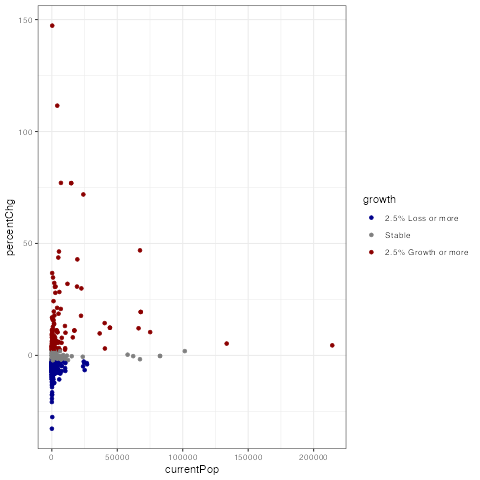 150
100
50
0
percentChg
0
50000
100000
150000
200000
currentPop
growth
2.5% Loss or more
Stable
2.5% Growth or more